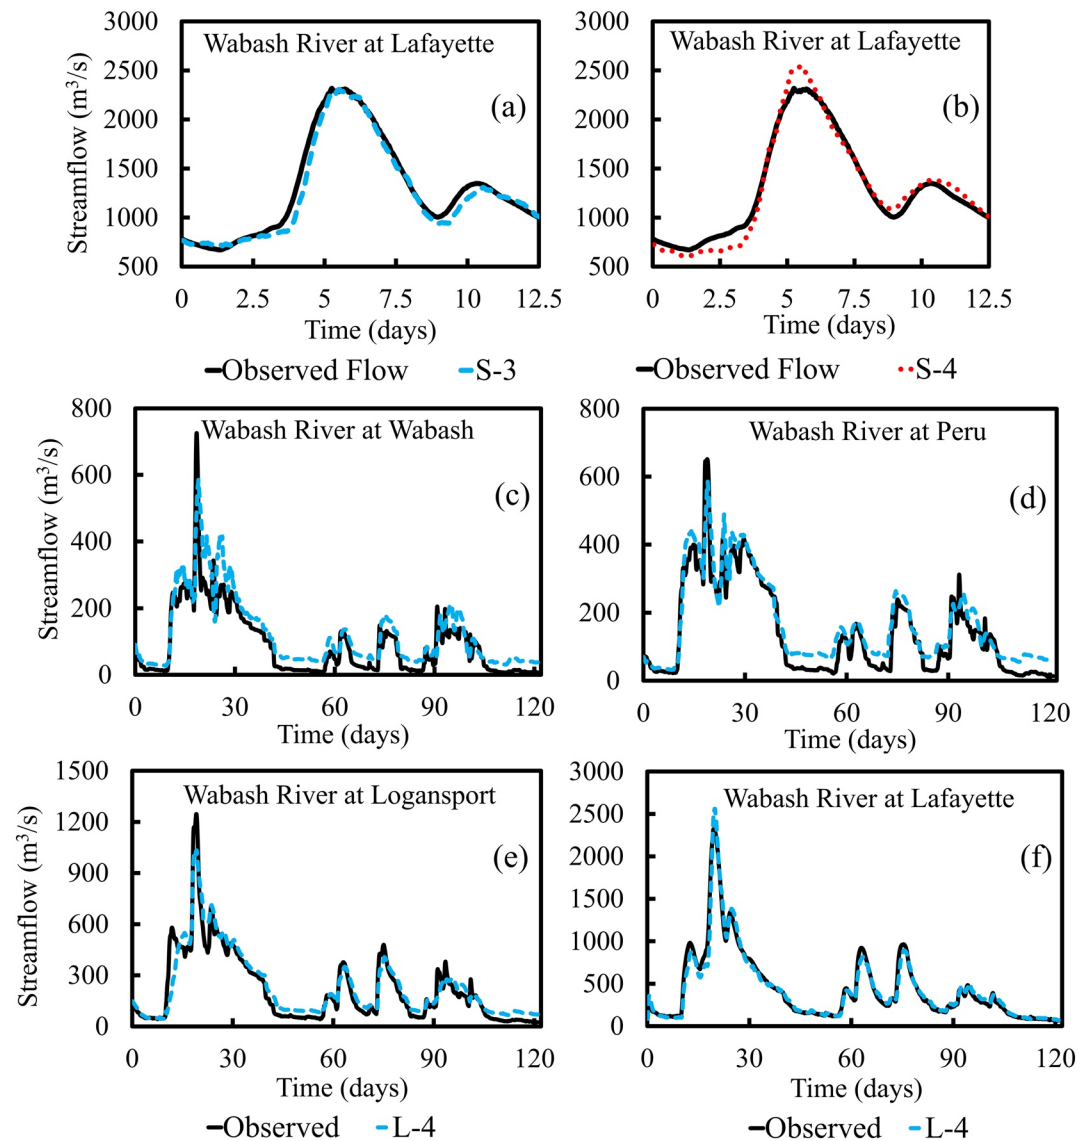 Wabash River at Lafayette
(a)
Streamflow (m³/s)
3000
2500
2000
1500
1000
500
0 2.5 5 7.5 10 12.5
Time (days)
Observed Flow S-3
Wabash River at Lafayette
(b)
3000
2500
2000
1500
1000
500
0 2.5 5 7.5 10 12.5
Time (days)
Observed Flow S-4
Wabash River at Wabash
(c)
Streamflow (m³/s)
800
600
400
200
0
0 30 60 90 120
Time (days)
Wabash River at Peru
(d)
800
600
400
200
0
0 30 60 90 120
Time (days)
Wabash River at Logansport
(e)
Streamflow (m³/s)
1500
1200
900
600
300
0
0 30 60 90 120
Time (days)
Observed L-4
Wabash River at Lafayette
(f)
3000
2500
2000
1500
1000
500
0
0 30 60 90 120
Time (days)
Observed L-4